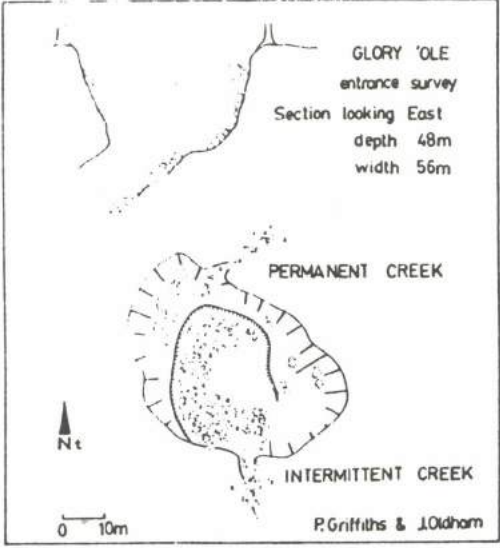 GLORY 'OLE
entrance survey
Section looking East
depth 48m
width 56m
PERMANENT CREEK
Nt
INTERMITTENT CREEK
0 10m
P. Griffiths & J. Oldham